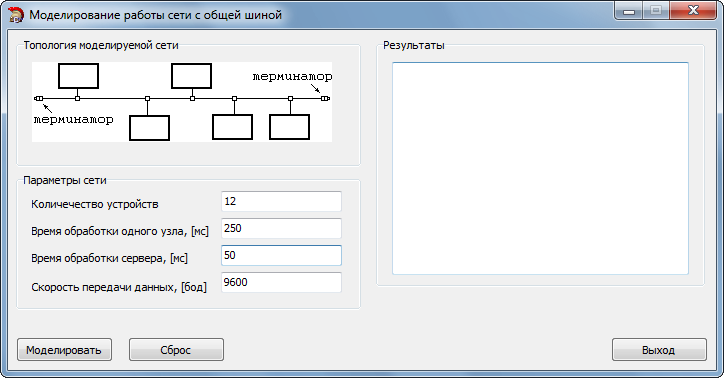 Моделирование работы сети с общей шиной
Топология моделируемой сети
терминатор
терминатор
Параметры сети
Количечество устройств 12
Время обработки одного узла, [мс] 250
Время обработки сервера, [мс] 50
Скорость передачи данных, [бод] 9600
Результаты
Моделировать Сброс Выход